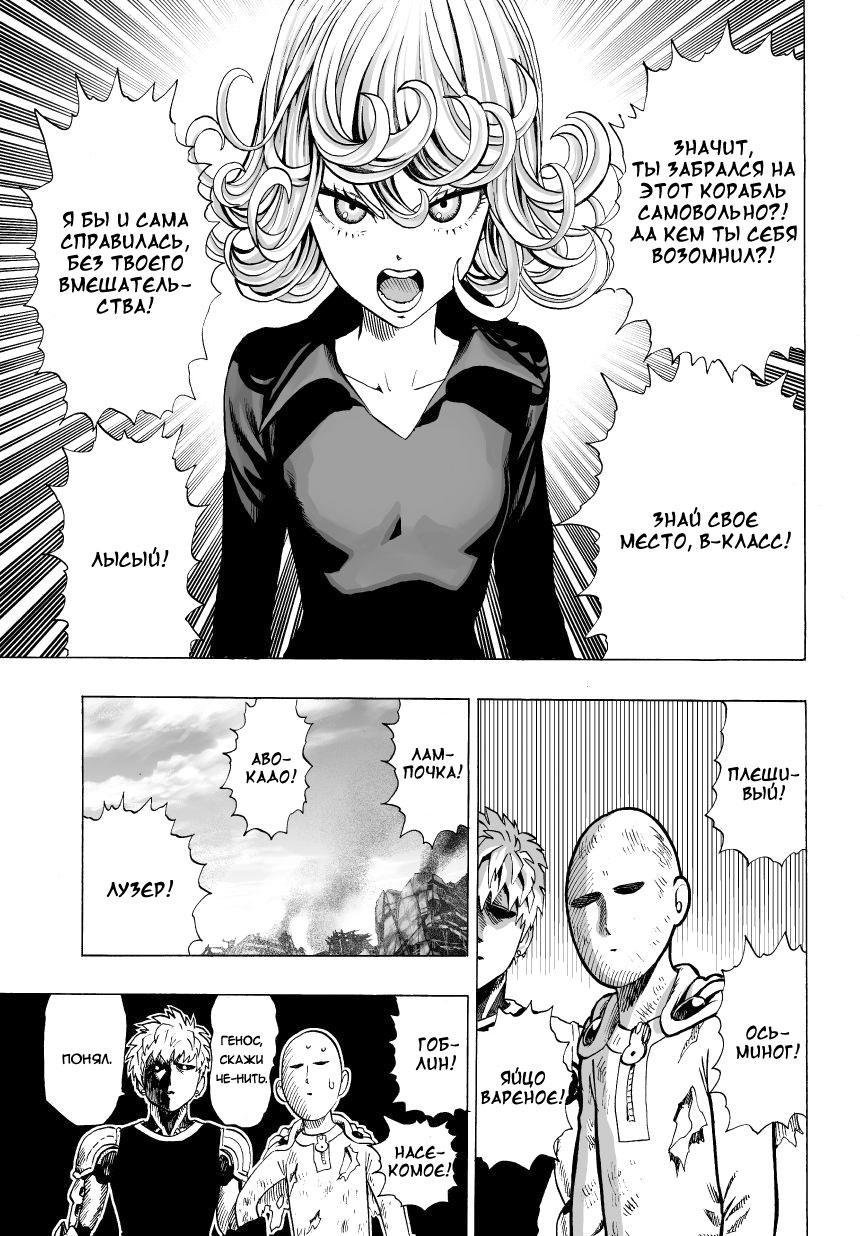 ЗНАЧИТ,
ТЫ ЗАБРАЛСЯ НА
ЭТОТ КОРАБЛЬ
САМОВОЛЬНО?!
ДА КЕМ ТЫ СЕБЯ
ВОЗОМНИЛ?!
Я БЫ И САМА
СПРАВИЛАСЬ,
БЕЗ ТВОЕГО
ВМЕШАТЕЛЬ-
СТВА!
ЗНАЙ СВОЕ
МЕСТО, В-КЛАСС!
ЛЫСЫЙ!
ПЛЕШИ-
ВЫЙ!
ОСЬ-
МИНОГ!
ЯЙЦО
ВАРЕНОЕ!
ЛАМ-
ПОЧКА!
АВО-
КАДО!
ЛУЗЕР!
ГОБ-
ЛИН!
НАСЕ-
КОМОЕ!
ГЕНОС,
СКАЖИ
ЧЕ-НИТЬ.
ПОНЯЛ.